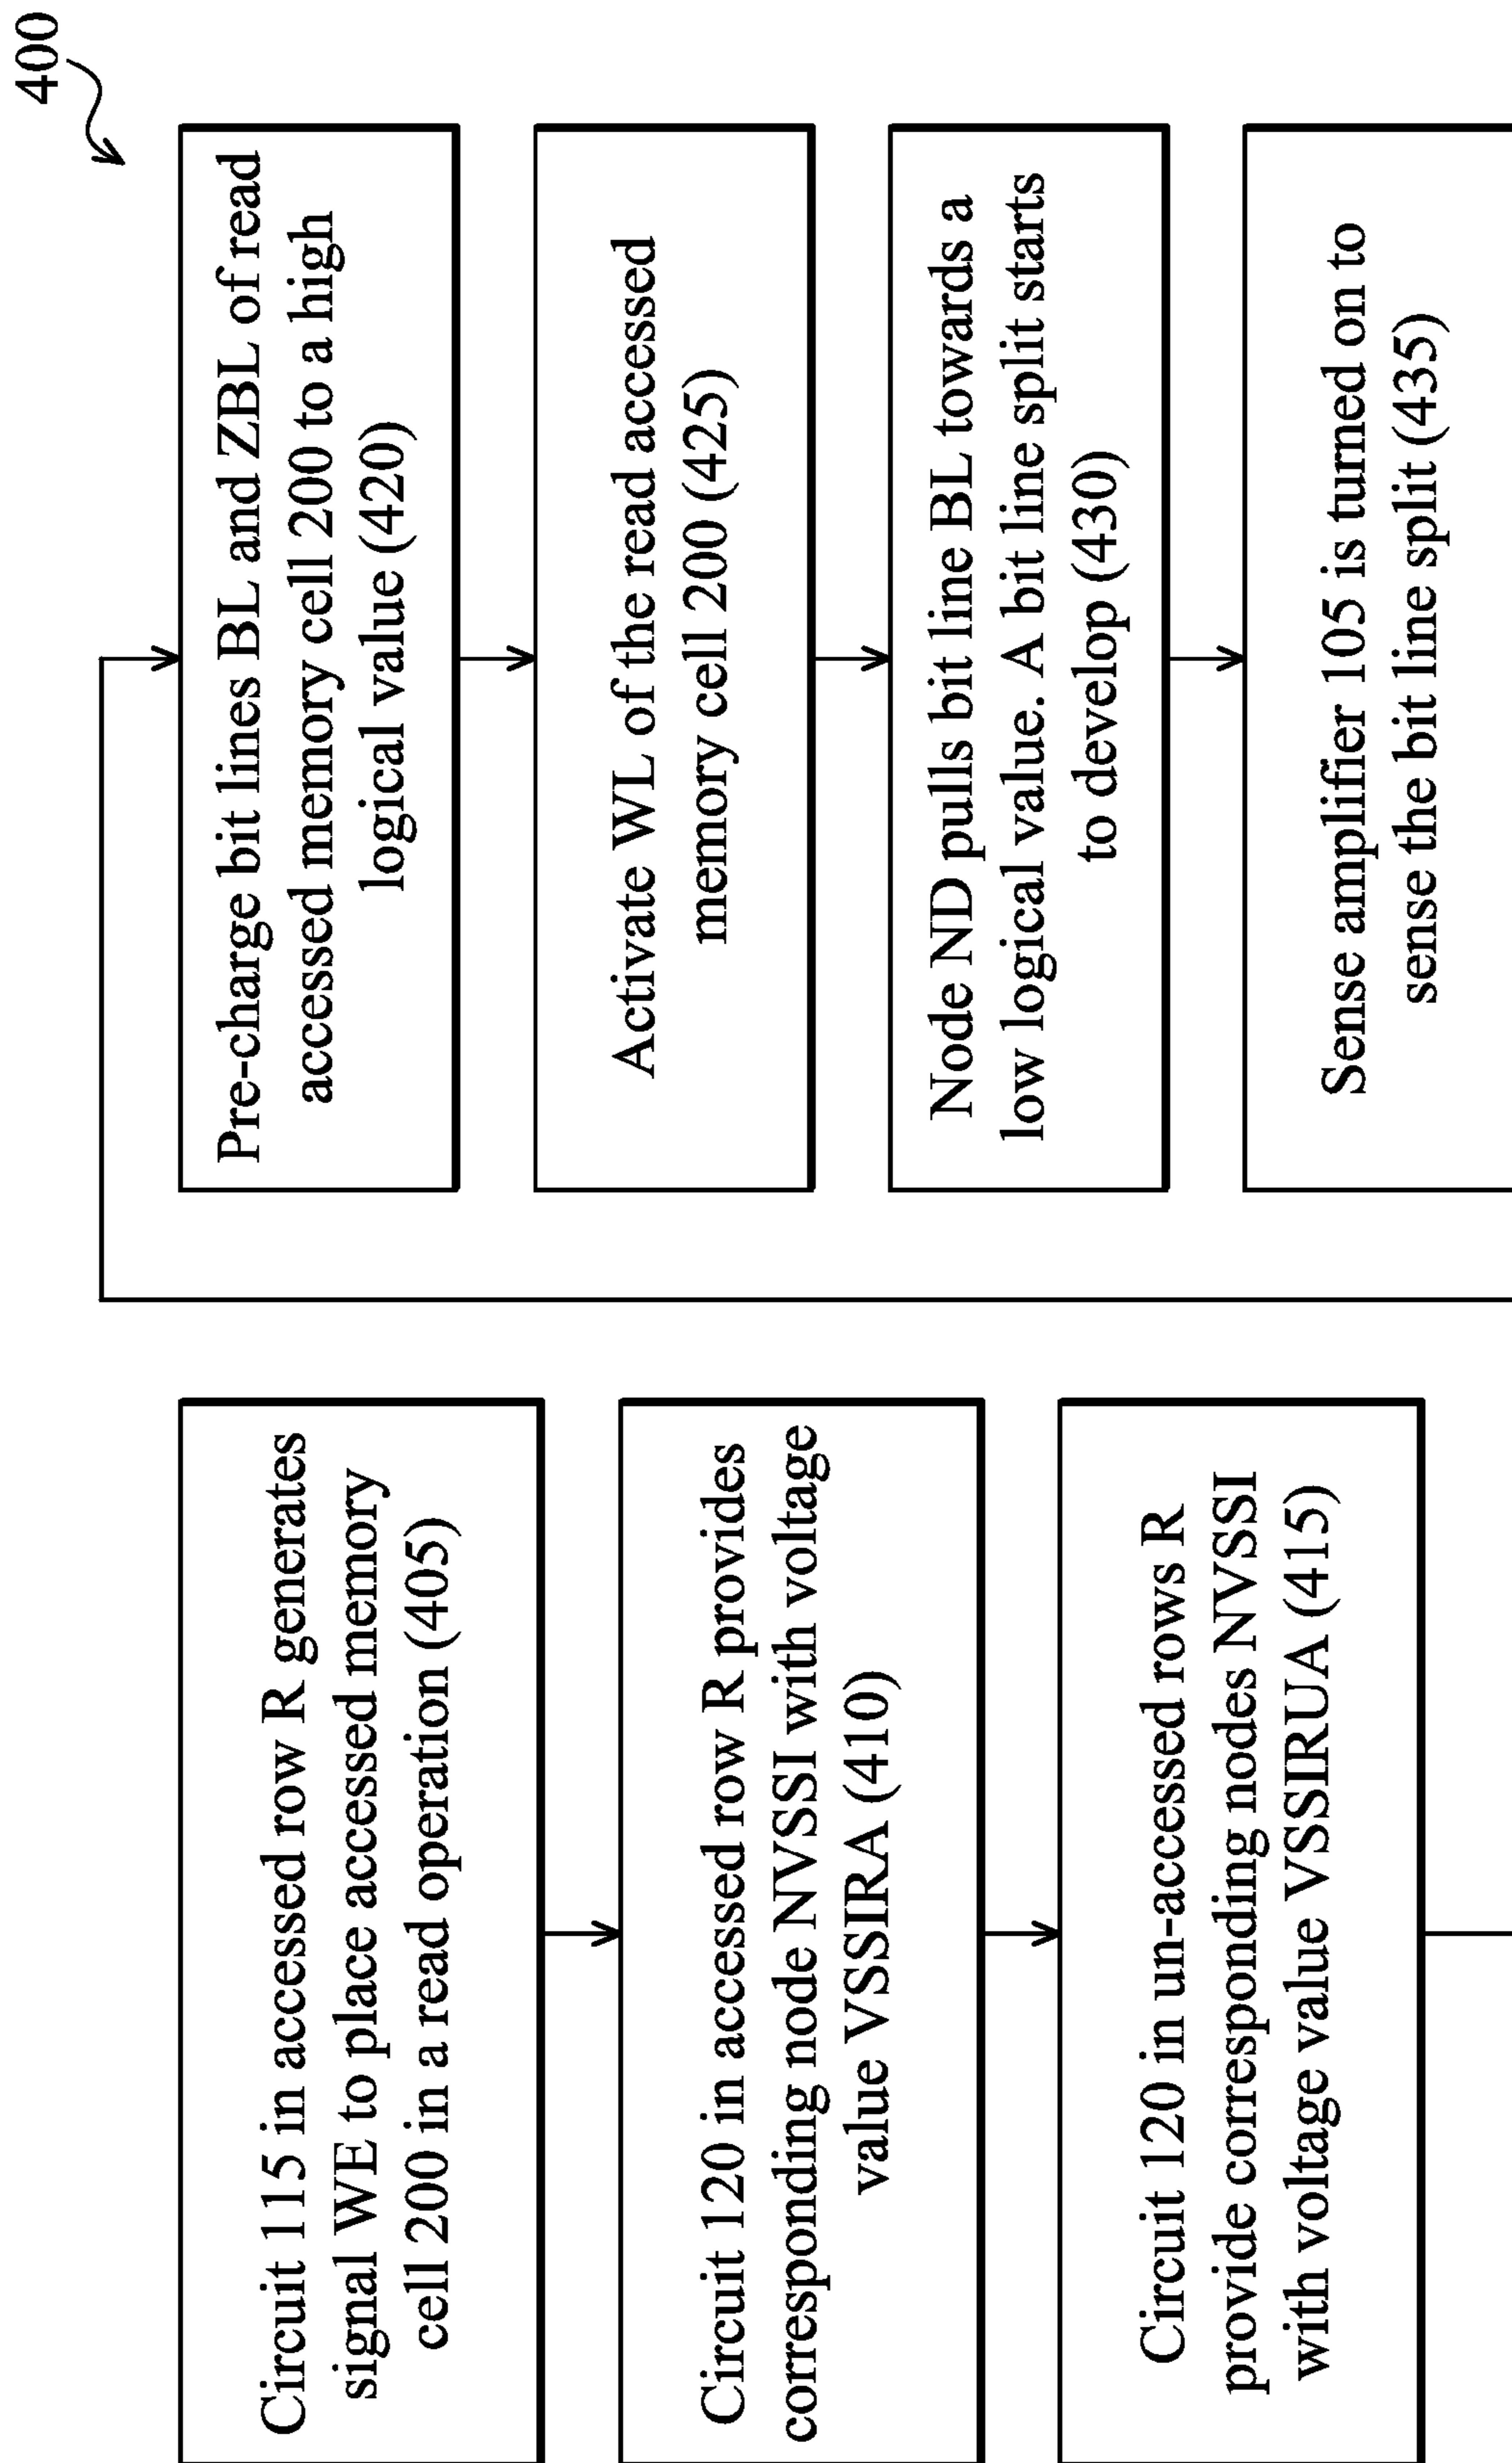 400
Circuit 115 in accessed row R generates
signal WE to place accessed memory
cell 200 in a read operation (405)
Circuit 120 in accessed row R provides
corresponding node NVSSI with voltage
value VSSIRA (410)
Circuit 120 in un-accessed rows R
provide corresponding nodes NVSSI
with voltage value VSSIRUA (415)
Pre-charge bit lines BL and ZBL of read
accessed memory cell 200 to a high
logical value (420)
Activate WL of the read accessed
memory cell 200 (425)
Node ND pulls bit line BL towards a
low logical value. A bit line split starts
to develop (430)
Sense amplifier 105 is turned on to
sense the bit line split (435)